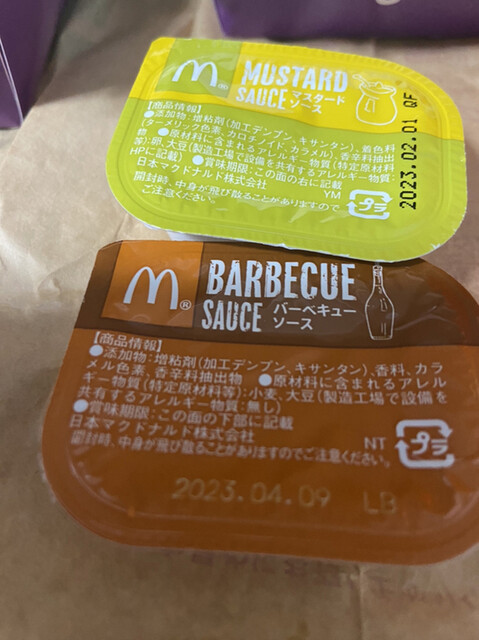 MUSTARD
SAUCE マスタード
ソース
【商品情報】
●添加物:増粘剤(加工デンプン、キサンタン)、着色料
(ターメリック色素、カロチノイド、カラメル)、香辛料抽出
物 ●原材料に含まれるアレルギー物質(特定原材料
等):卵、大豆(製造工場で設備を共有するアレルギー物質:
HPに記載) ●賞味期限:この面の右に記載
日本マクドナルド株式会社 YM
開封時、中身が飛び散ることがありますので
ご注意ください。
プラ
2023.02.01 QF
M®
BARBECUE
SAUCE バーベキュー
ソース
【商品情報】
●添加物:増粘剤(加工デンプン、キサンタン)、香料、カラ
メル色素、香辛料抽出物 ●原材料に含まれるアレル
ギー物質(特定原材料等):小麦、大豆(製造工場で設備を
共有するアレルギー物質:無し)
●賞味期限:この面の下部に記載
日本マクドナルド株式会社 NT
開封時、中身が飛び散ることがありますのでご注意ください。
プラ
2023.04.09 LB